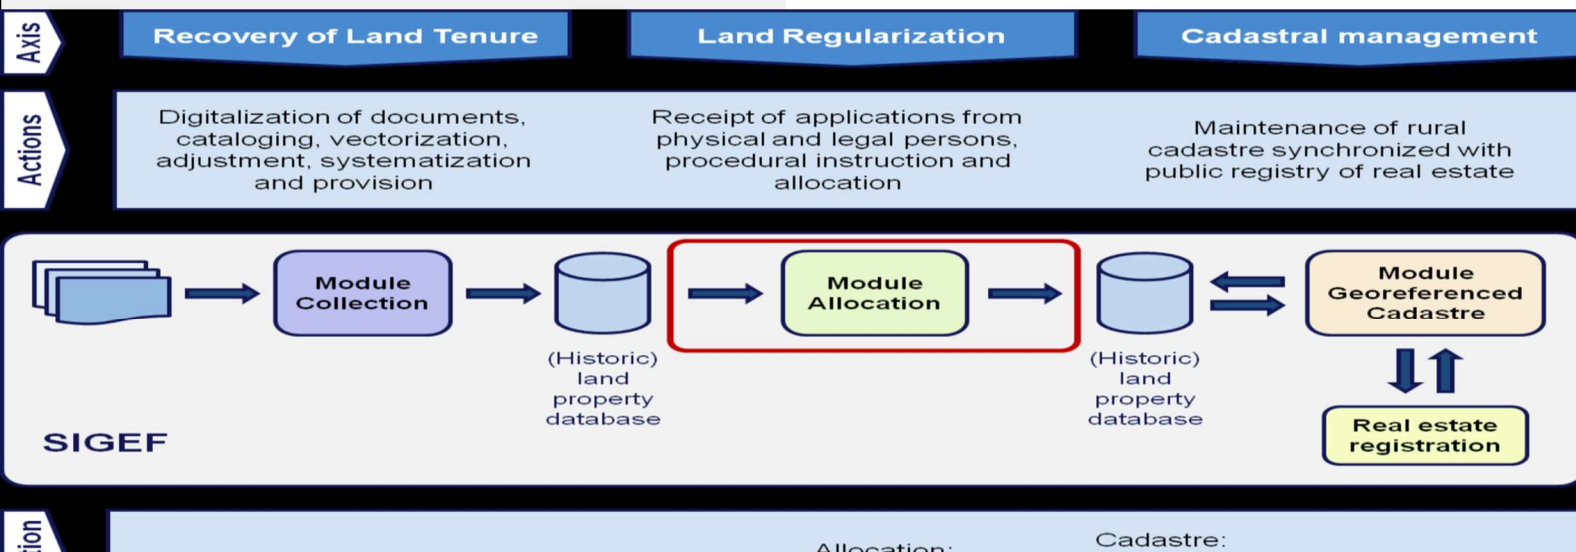 Axis
Recovery of Land Tenure
Land Regularization
Cadastral management
Actions
Digitalization of documents,
cataloging, vectorization,
adjustment, systematization
and provision
Receipt of applications from
physical and legal persons,
procedural instruction and
allocation
Maintenance of rural
cadastre synchronized with
public registry of real estate
Module
Collection
(Historic)
land
property
database
Module
Allocation
(Historic)
land
property
database
Module
Georeferenced
Cadastre
Real estate
registration
SIGEF
Allocation:
Cadastre: